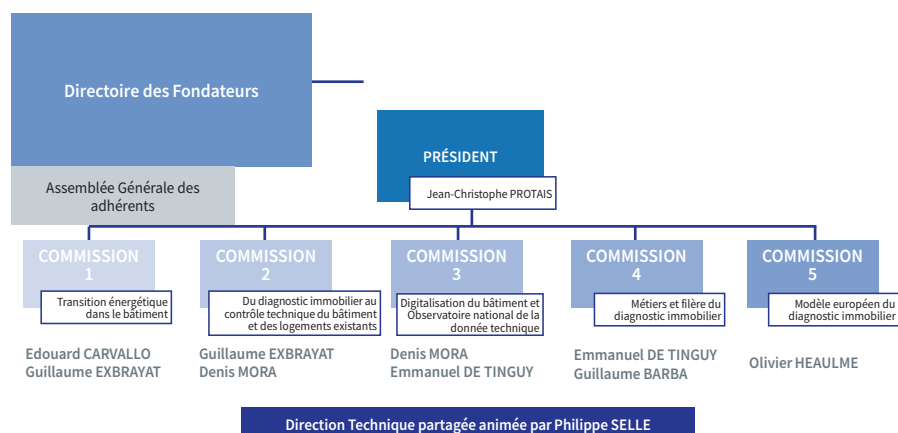 Directoire des Fondateurs
PRÉSIDENT
Jean-Christophe PROTAIS
Assemblée Générale des
adhérents
COMMISSION
1
Transition énergétique
dans le bâtiment
Edouard CARVALLO
Guillaume EXBRAYAT
COMMISSION
2
Du diagnostic immobilier au
contrôle technique du bâtiment
et des logements existants
Guillaume EXBRAYAT
Denis MORA
COMMISSION
3
Digitalisation du bâtiment et
Observatoire national de la
donnée technique
Denis MORA
Emmanuel DE TINGUY
COMMISSION
4
Métiers et filère du
diagnostic immobilier
Emmanuel DE TINGUY
Guillaume BARBA
COMMISSION
5
Modèle européen du
diagnostic immobilier
Olivier HEAULME
Direction Technique partagée animée par Philippe SELLE